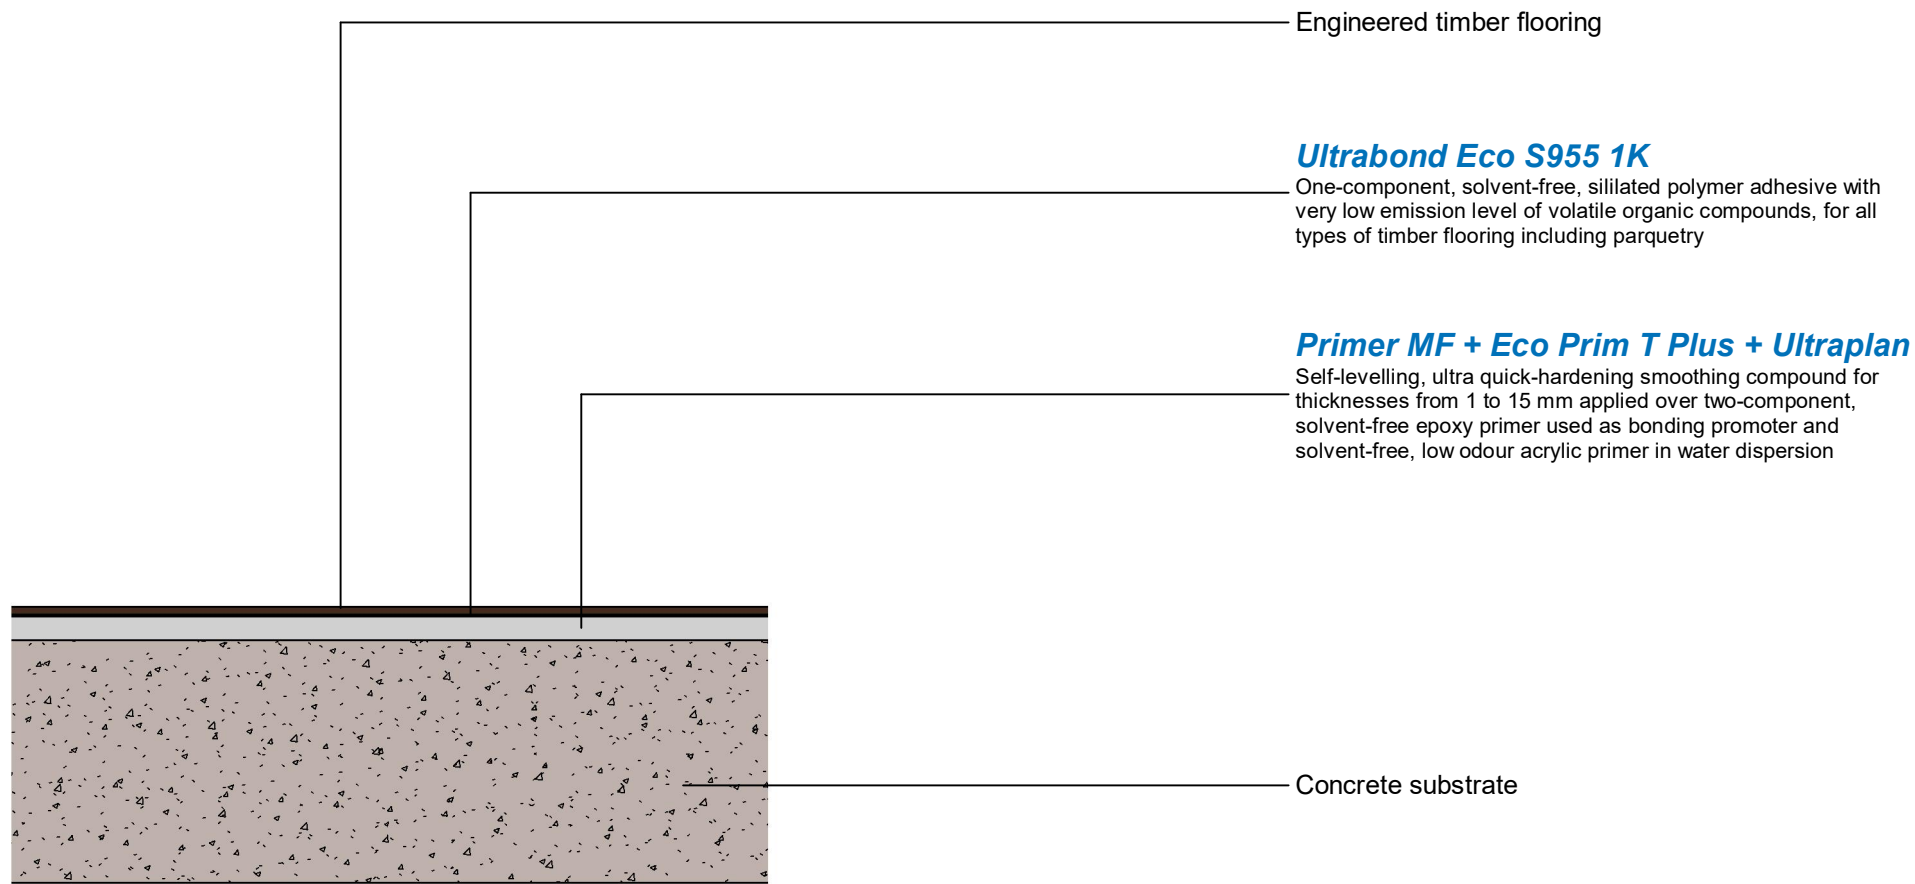 Engineered timber flooring
Ultrabond Eco S955 1K
One-component, solvent-free, sililated polymer adhesive with
very low emission level of volatile organic compounds, for all
types of timber flooring including parquetry
Primer MF + Eco Prim T Plus + Ultraplan
Self-levelling, ultra quick-hardening smoothing compound for
thicknesses from 1 to 15 mm applied over two-component,
solvent-free epoxy primer used as bonding promoter and
solvent-free, low odour acrylic primer in water dispersion
Concrete substrate